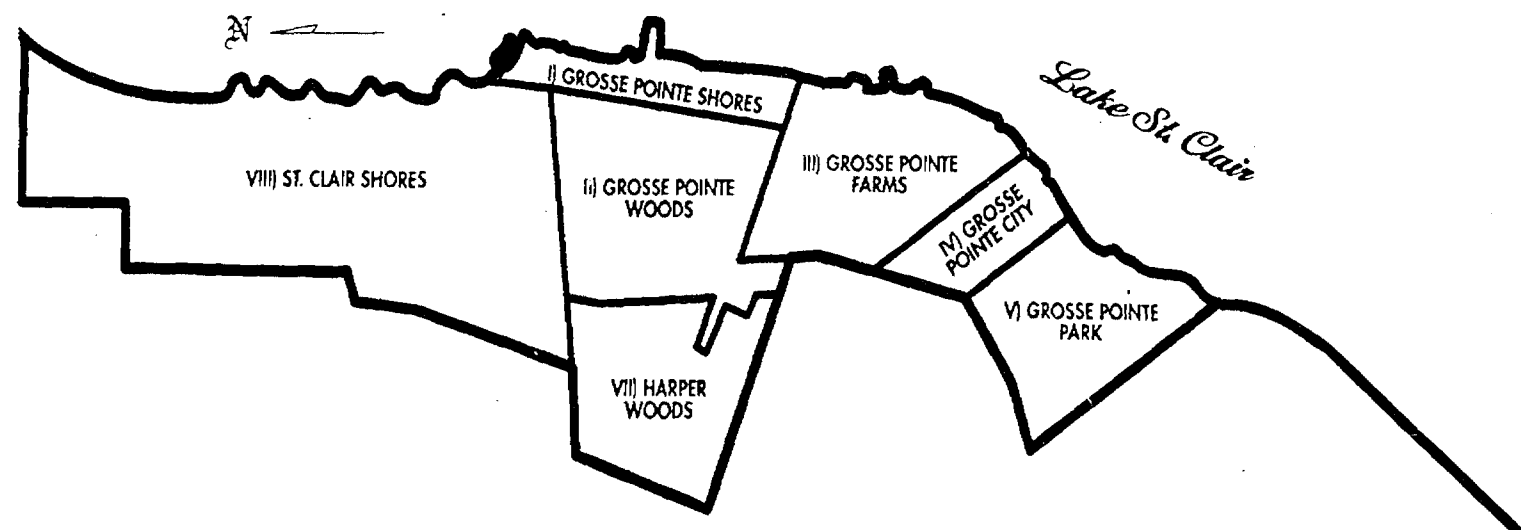 N
Lake St. Clair
I) GROSSE POINTE SHORES
VIII) ST. CLAIR SHORES
II) GROSSE POINTE
WOODS
III) GROSSE POINTE
FARMS
IV) GROSSE
POINTE CITY
V) GROSSE POINTE
PARK
VII) HARPER
WOODS